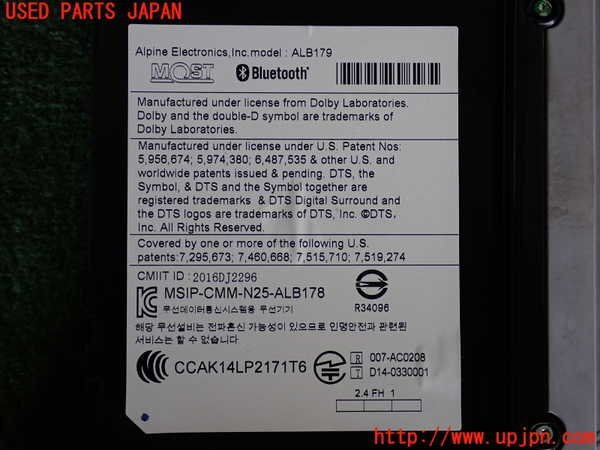 USED PARTS JAPAN
Alpine Electronics,Inc.model : ALB179
MOST Bluetooth®
Manufactured under license from Dolby Laboratories.
Dolby and the double-D symbol are trademarks of
Dolby Laboratories.
Manufactured under license under U.S. Patent Nos:
5,956,674; 5,974,380; 6,487,535 & other U.S. and
worldwide patents issued & pending. DTS, the
Symbol, & DTS and the Symbol together are
registered trademarks & DTS Digital Surround and
the DTS logos are trademarks of DTS, Inc. ©DTS,
Inc. All Rights Reserved.
Covered by one or more of the following U.S.
patents:7,295,673; 7,460,668; 7,515,710; 7,519,274
CMIIT ID : 2016DJ2296
MSIP-CMM-N25-ALB178
무선데이터통신시스템용 무선기기
R34096
해당 무선설비는 전파혼신 가능성이 있으므로 인명안전과 관련된
서비스는 할 수 없습니다
CCAK14LP2171T6
R 007-AC0208
T D14-0330001
2.4 FH 1
http://www.upjpn.com/